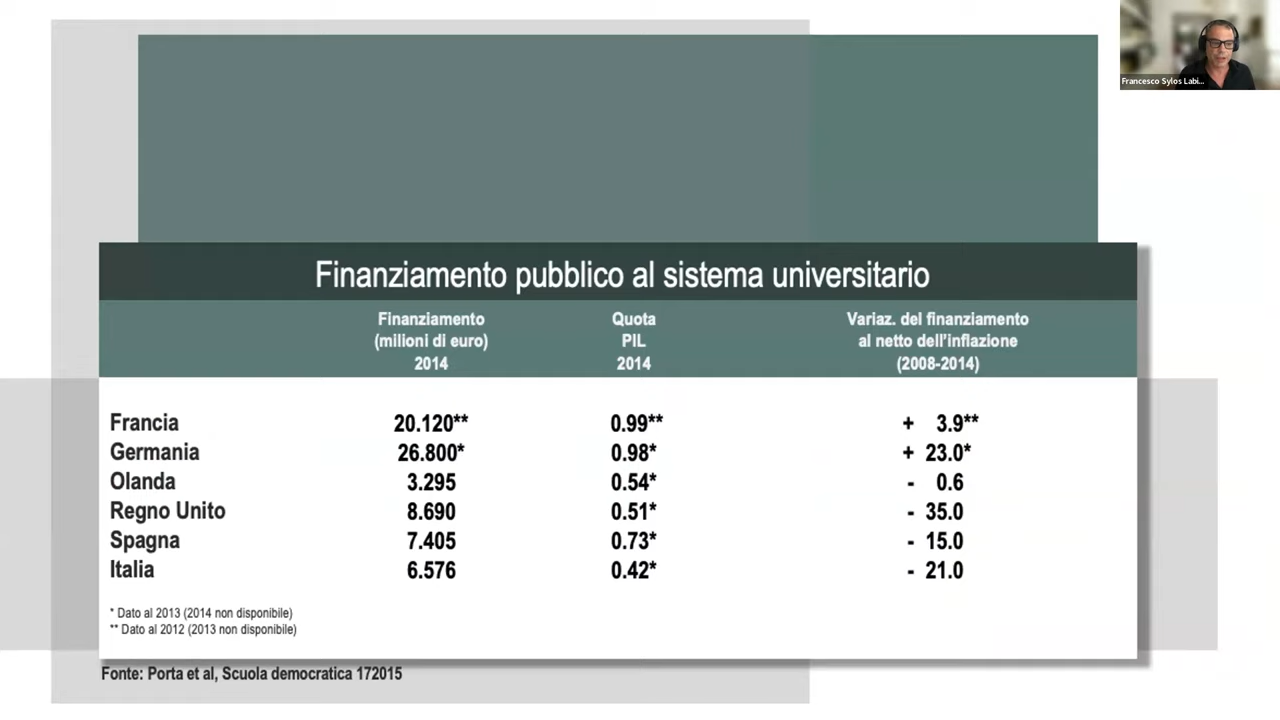 Francesco Sylos Labi...
Finanziamento pubblico al sistema universitario
Finanziamento (milioni di euro) 2014
Quota PIL 2014
Variaz. del finanziamento al netto dell'inflazione (2008-2014)
Francia 20.120** 0.99** + 3.9**
Germania 26.800* 0.98* + 23.0*
Olanda 3.295 0.54* - 0.6
Regno Unito 8.690 0.51* - 35.0
Spagna 7.405 0.73* - 15.0
Italia 6.576 0.42* - 21.0
* Dato al 2013 (2014 non disponibile)
** Dato al 2012 (2013 non disponibile)
Fonte: Porta et al, Scuola democratica 172015